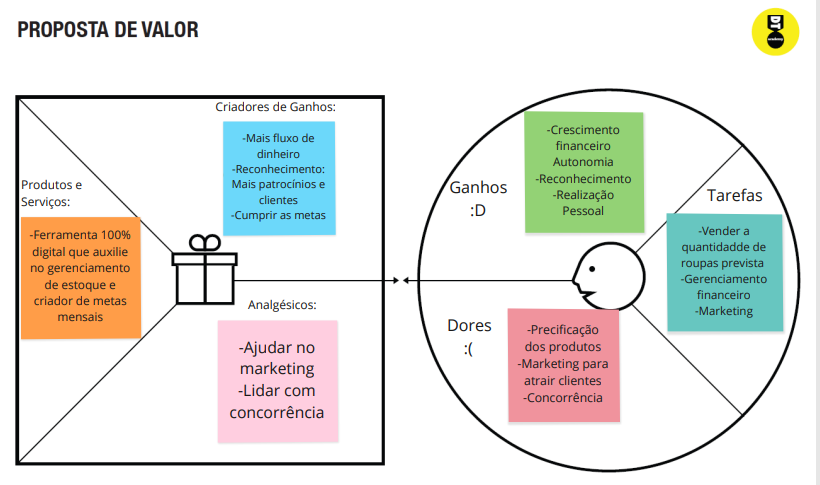 PROPOSTA DE VALOR
DT
academy
Criadores de Ganhos:
-Mais fluxo de
dinheiro
-Reconhecimento:
Mais patrocínios e
clientes
-Cumprir as metas
Produtos e
Serviços:
-Ferramenta 100%
digital que auxilie
no gerenciamento
de estoque e
criador de metas
mensais
Analgésicos:
-Ajudar no
marketing
-Lidar com
concorrência
Ganhos
:D
-Crescimento
financeiro
Autonomia
-Reconhecimento
-Realização
Pessoal
Tarefas
-Vender a
quantidadde de
roupas prevista
-Gerenciamento
financeiro
-Marketing
Dores
:(
-Precificação
dos produtos
-Marketing para
atrair clientes
-Concorrência